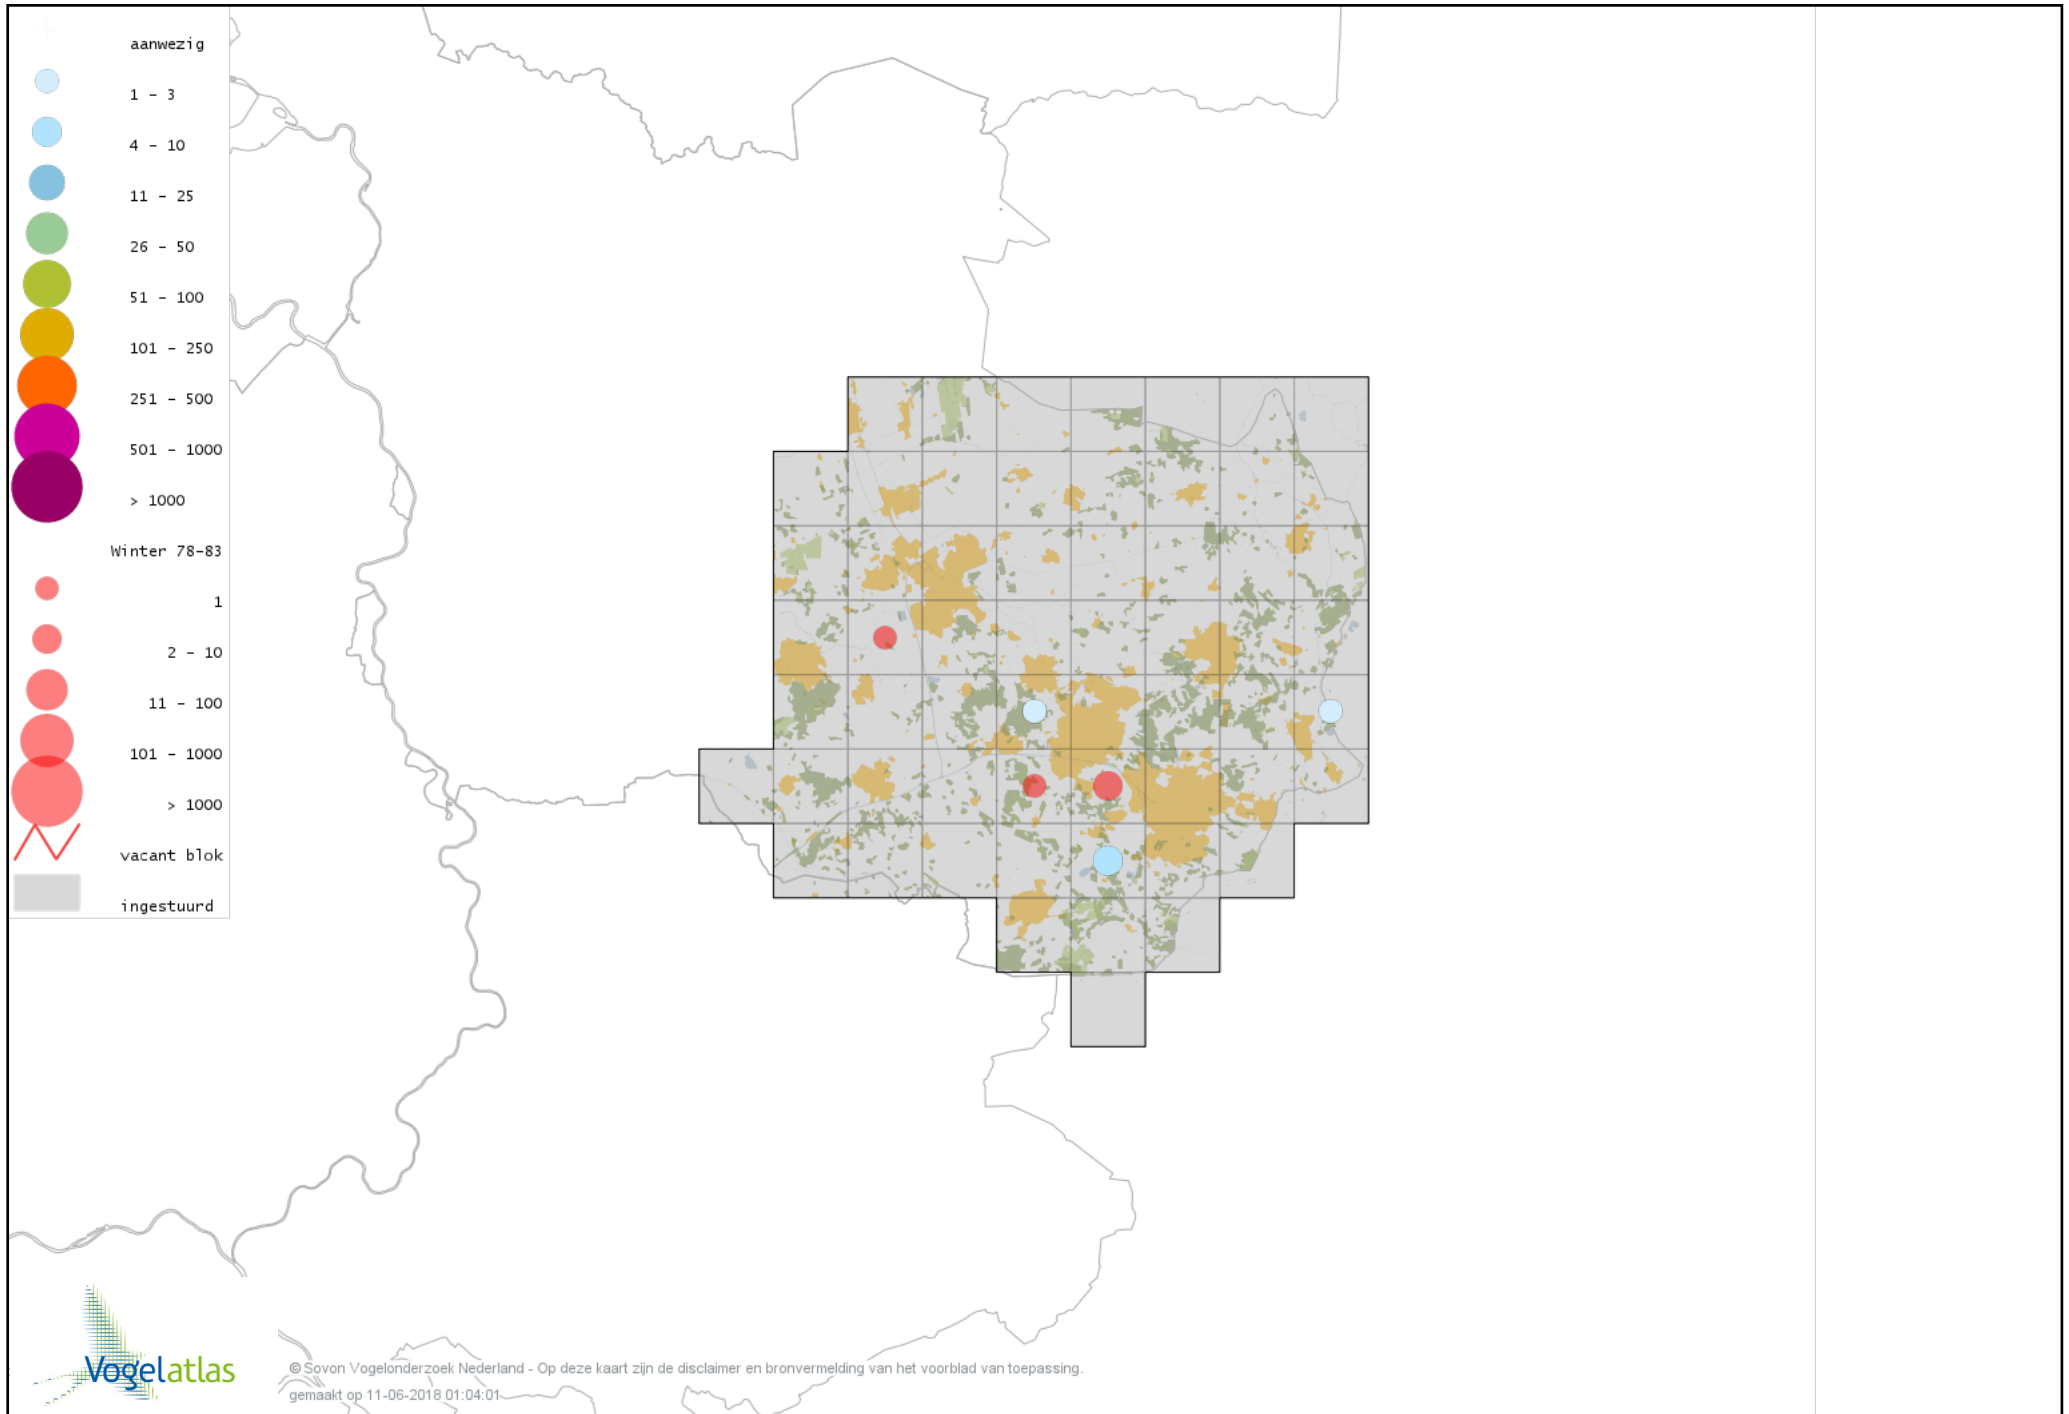 aanwezig
1 - 3
4 - 10
11 - 25
26 - 50
51 - 100
101 - 250
251 - 500
501 - 1000
> 1000
Winter 78-83
1
2 - 10
11 - 100
101 - 1000
> 1000
vacant blok
ingestuurd
Vogelatlas
© Sovon Vogelonderzoek Nederland - Op deze kaart zijn de disclaimer en bronvermelding van het voorblad van toepassing.
gemaakt op 11-06-2018 01:04:01